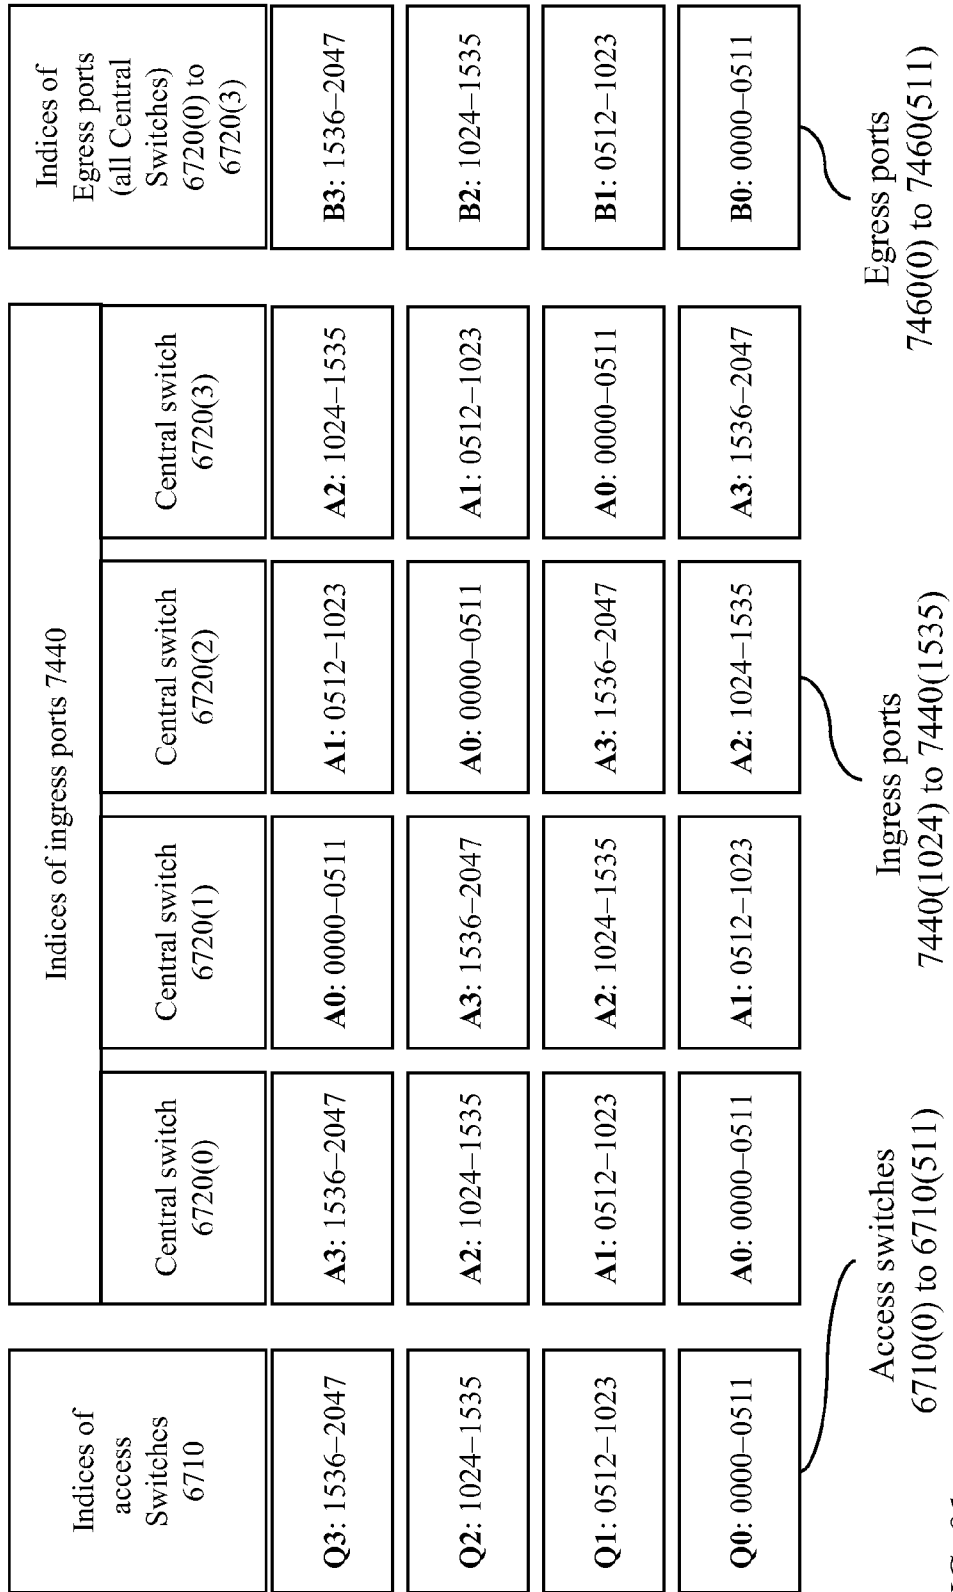 Indices of
access
Switches
6710
Indices of ingress ports 7440
Central switch
6720(0)
Central switch
6720(1)
Central switch
6720(2)
Central switch
6720(3)
Indices of
Egress ports
(all Central
Switches)
6720(0) to
6720(3)
Q3: 1536–2047
A3: 1536–2047
A0: 0000–0511
A1: 0512–1023
A2: 1024–1535
B3: 1536–2047
Q2: 1024–1535
A2: 1024–1535
A3: 1536–2047
A0: 0000–0511
A1: 0512–1023
B2: 1024–1535
Q1: 0512–1023
A1: 0512–1023
A2: 1024–1535
A3: 1536–2047
A0: 0000–0511
B1: 0512–1023
Q0: 0000–0511
A0: 0000–0511
A1: 0512–1023
A2: 1024–1535
A3: 1536–2047
B0: 0000–0511
Access switches
6710(0) to 6710(511)
Ingress ports
7440(1024) to 7440(1535)
Egress ports
7460(0) to 7460(511)